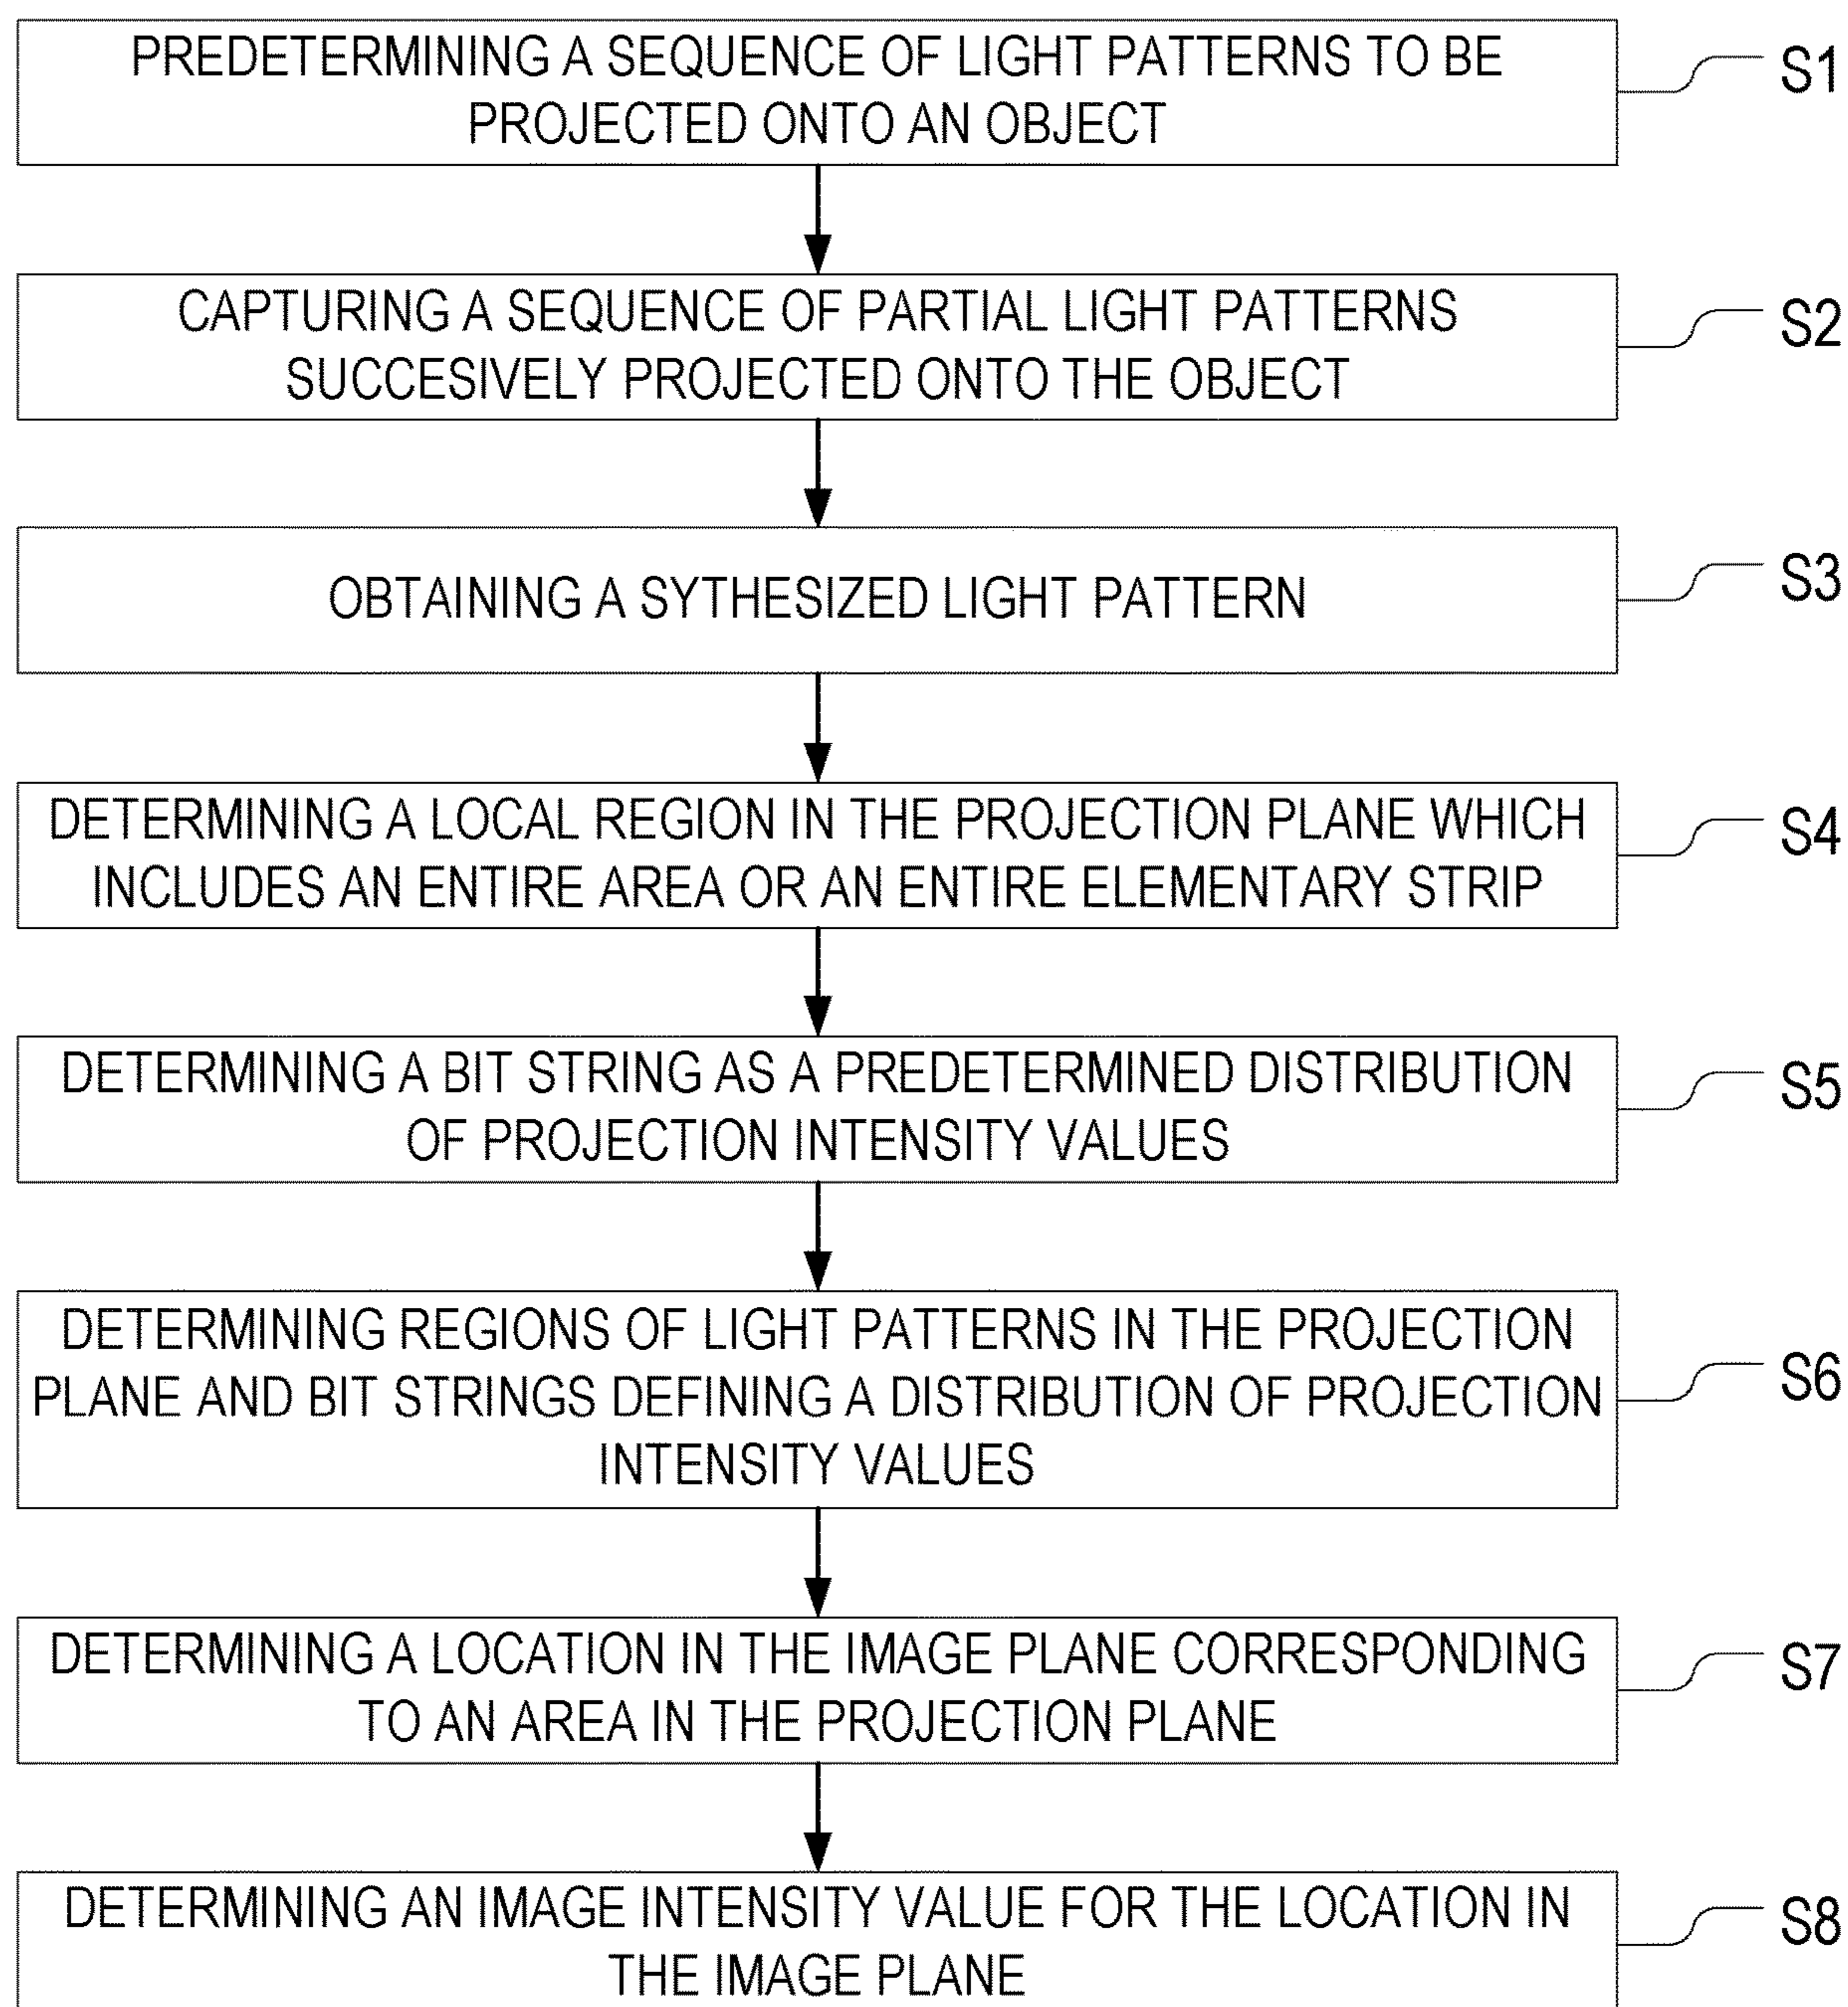 PREDETERMINING A SEQUENCE OF LIGHT PATTERNS TO BE
PROJECTED ONTO AN OBJECT
S1
CAPTURING A SEQUENCE OF PARTIAL LIGHT PATTERNS
SUCCESIVELY PROJECTED ONTO THE OBJECT
S2
OBTAINING A SYTHESIZED LIGHT PATTERN
S3
DETERMINING A LOCAL REGION IN THE PROJECTION PLANE WHICH
INCLUDES AN ENTIRE AREA OR AN ENTIRE ELEMENTARY STRIP
S4
DETERMINING A BIT STRING AS A PREDETERMINED DISTRIBUTION
OF PROJECTION INTENSITY VALUES
S5
DETERMINING REGIONS OF LIGHT PATTERNS IN THE PROJECTION
PLANE AND BIT STRINGS DEFINING A DISTRIBUTION OF PROJECTION
INTENSITY VALUES
S6
DETERMINING A LOCATION IN THE IMAGE PLANE CORRESPONDING
TO AN AREA IN THE PROJECTION PLANE
S7
DETERMINING AN IMAGE INTENSITY VALUE FOR THE LOCATION IN
THE IMAGE PLANE
S8